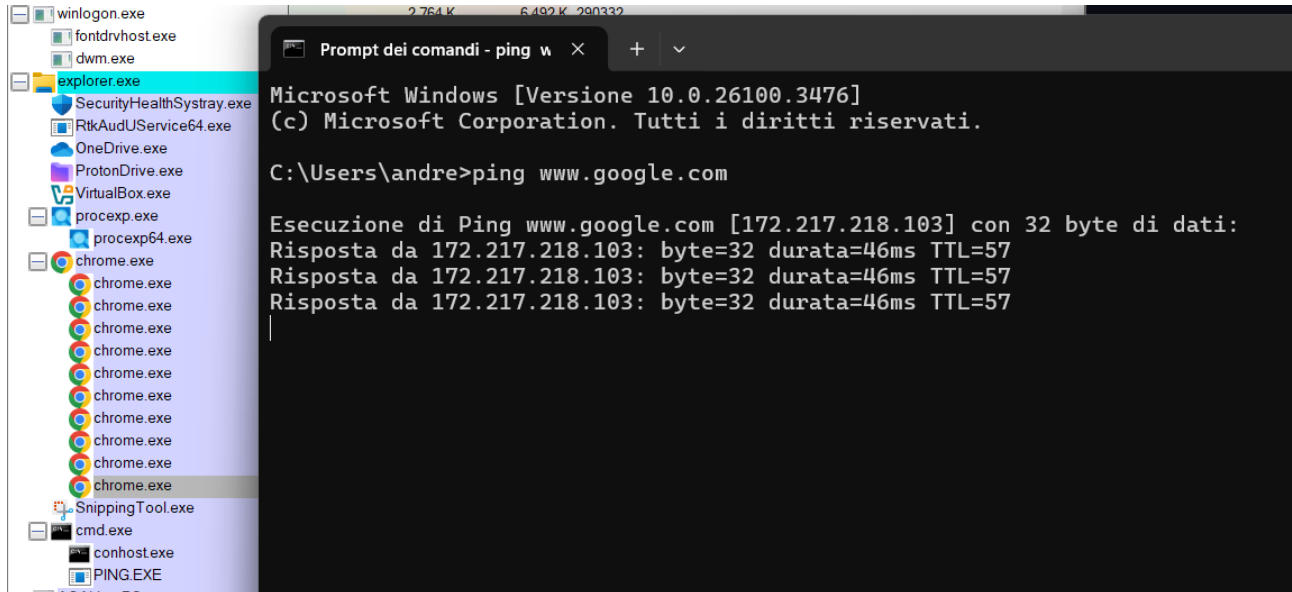 winlogon.exe
2.764 K 6.492 K 290332
fontdrvhost.exe
dwm.exe
explorer.exe
SecurityHealthSystray.exe
RtkAudUService64.exe
OneDrive.exe
ProtonDrive.exe
VirtualBox.exe
procexp.exe
procexp64.exe
chrome.exe
chrome.exe
chrome.exe
chrome.exe
chrome.exe
chrome.exe
chrome.exe
chrome.exe
chrome.exe
chrome.exe
chrome.exe
SnippingTool.exe
cmd.exe
conhost.exe
PING.EXE
Prompt dei comandi - ping w
Microsoft Windows [Versione 10.0.26100.3476]
(c) Microsoft Corporation. Tutti i diritti riservati.
C:\Users\andre>ping www.google.com
Esecuzione di Ping www.google.com [172.217.218.103] con 32 byte di dati:
Risposta da 172.217.218.103: byte=32 durata=46ms TTL=57
Risposta da 172.217.218.103: byte=32 durata=46ms TTL=57
Risposta da 172.217.218.103: byte=32 durata=46ms TTL=57